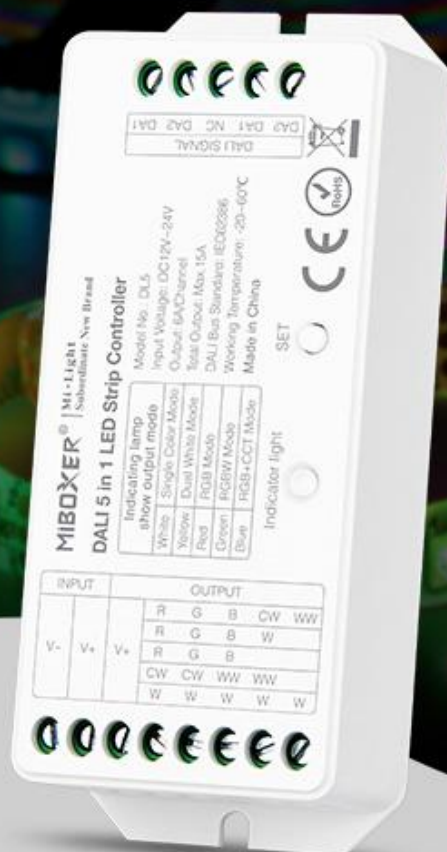 DA1 DA2 NC DA1 DA2
DALI SIGNAL
MIBOXER® | Mi·Light
Subordinate New Brand
DALI 5 in 1 LED Strip Controller
Indicating lamp
show output mode
White Single Color Mode
Yellow Dual White Mode
Red RGB Mode
Green RGBW Mode
Blue RGB+CCT Mode
Model No.: DL5
Input Voltage: DC12V~24V
Output: 6A/Channel
Total Output: Max 15A
DALI Bus Standard: IEC62386
Working Temperature: -20~60°C
Made in China
CE
RoHS
Indicator light
SET
INPUT OUTPUT
V- V+ V+
R G B CW WW
R G B W
R G B
CW CW WW WW
W W W W W